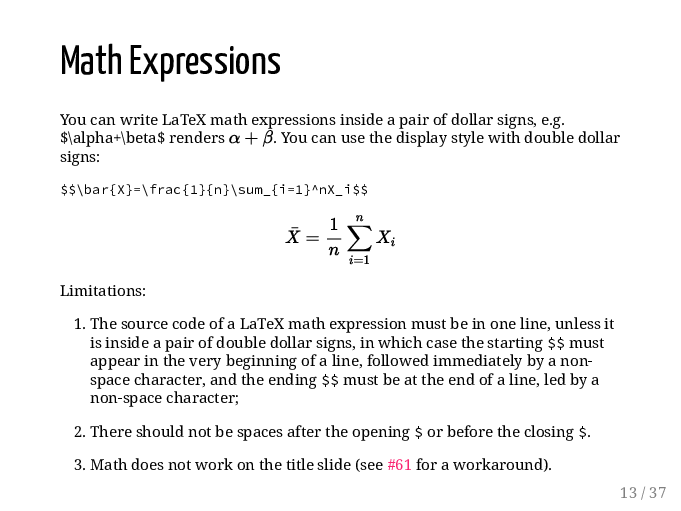 Math Expressions
You can write LaTeX math expressions inside a pair of dollar signs, e.g.
$\alpha+\beta$ renders α + β. You can use the display style with double dollar
signs:
$$\bar{X}=\frac{1}{n}\sum_{i=1}^nX_i$$
X̄ = 1/n ∑_{i=1}^n X_i
Limitations:
1. The source code of a LaTeX math expression must be in one line, unless it
is inside a pair of double dollar signs, in which case the starting $$ must
appear in the very beginning of a line, followed immediately by a non-
space character, and the ending $$ must be at the end of a line, led by a
non-space character;
2. There should not be spaces after the opening $ or before the closing $.
3. Math does not work on the title slide (see #61 for a workaround).
13 / 37